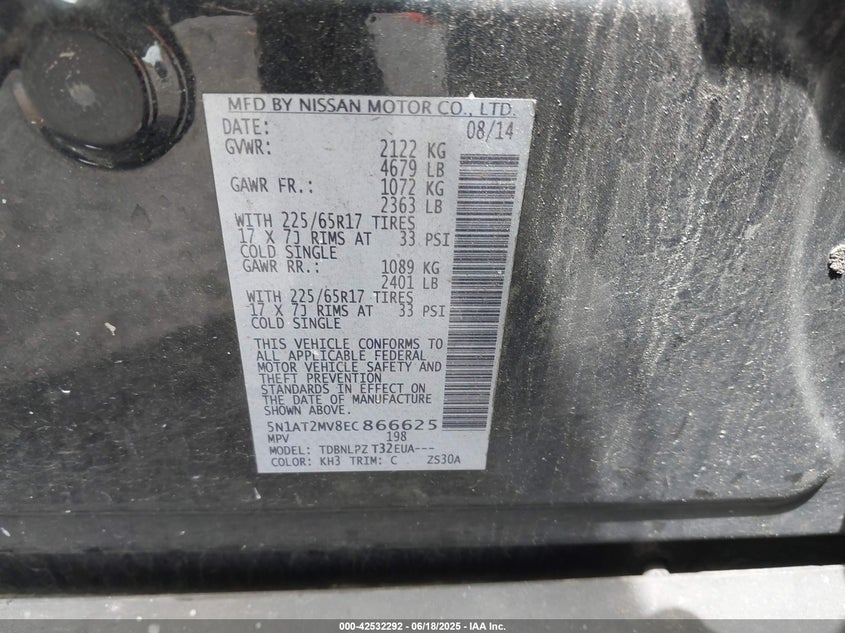 MFD BY NISSAN MOTOR CO., LTD.
DATE: 08/14
GVWR: 2122 KG
4679 LB
GAWR FR.: 1072 KG
2363 LB
WITH 225/65R17 TIRES
17 X 7J RIMS AT 33 PSI
COLD SINGLE
GAWR RR.: 1089 KG
2401 LB
WITH 225/65R17 TIRES
17 X 7J RIMS AT 33 PSI
COLD SINGLE
THIS VEHICLE CONFORMS TO
ALL APPLICABLE FEDERAL
MOTOR VEHICLE SAFETY AND
THEFT PREVENTION
STANDARDS IN EFFECT ON
THE DATE OF MANUFACTURE
SHOWN ABOVE.
5N1AT2MV8EC866625
MPV 198
MODEL: TDBNLPZ T32EUA---
COLOR: KH3 TRIM: C ZS30A
000-42532292 - 06/18/2025 - IAA Inc.